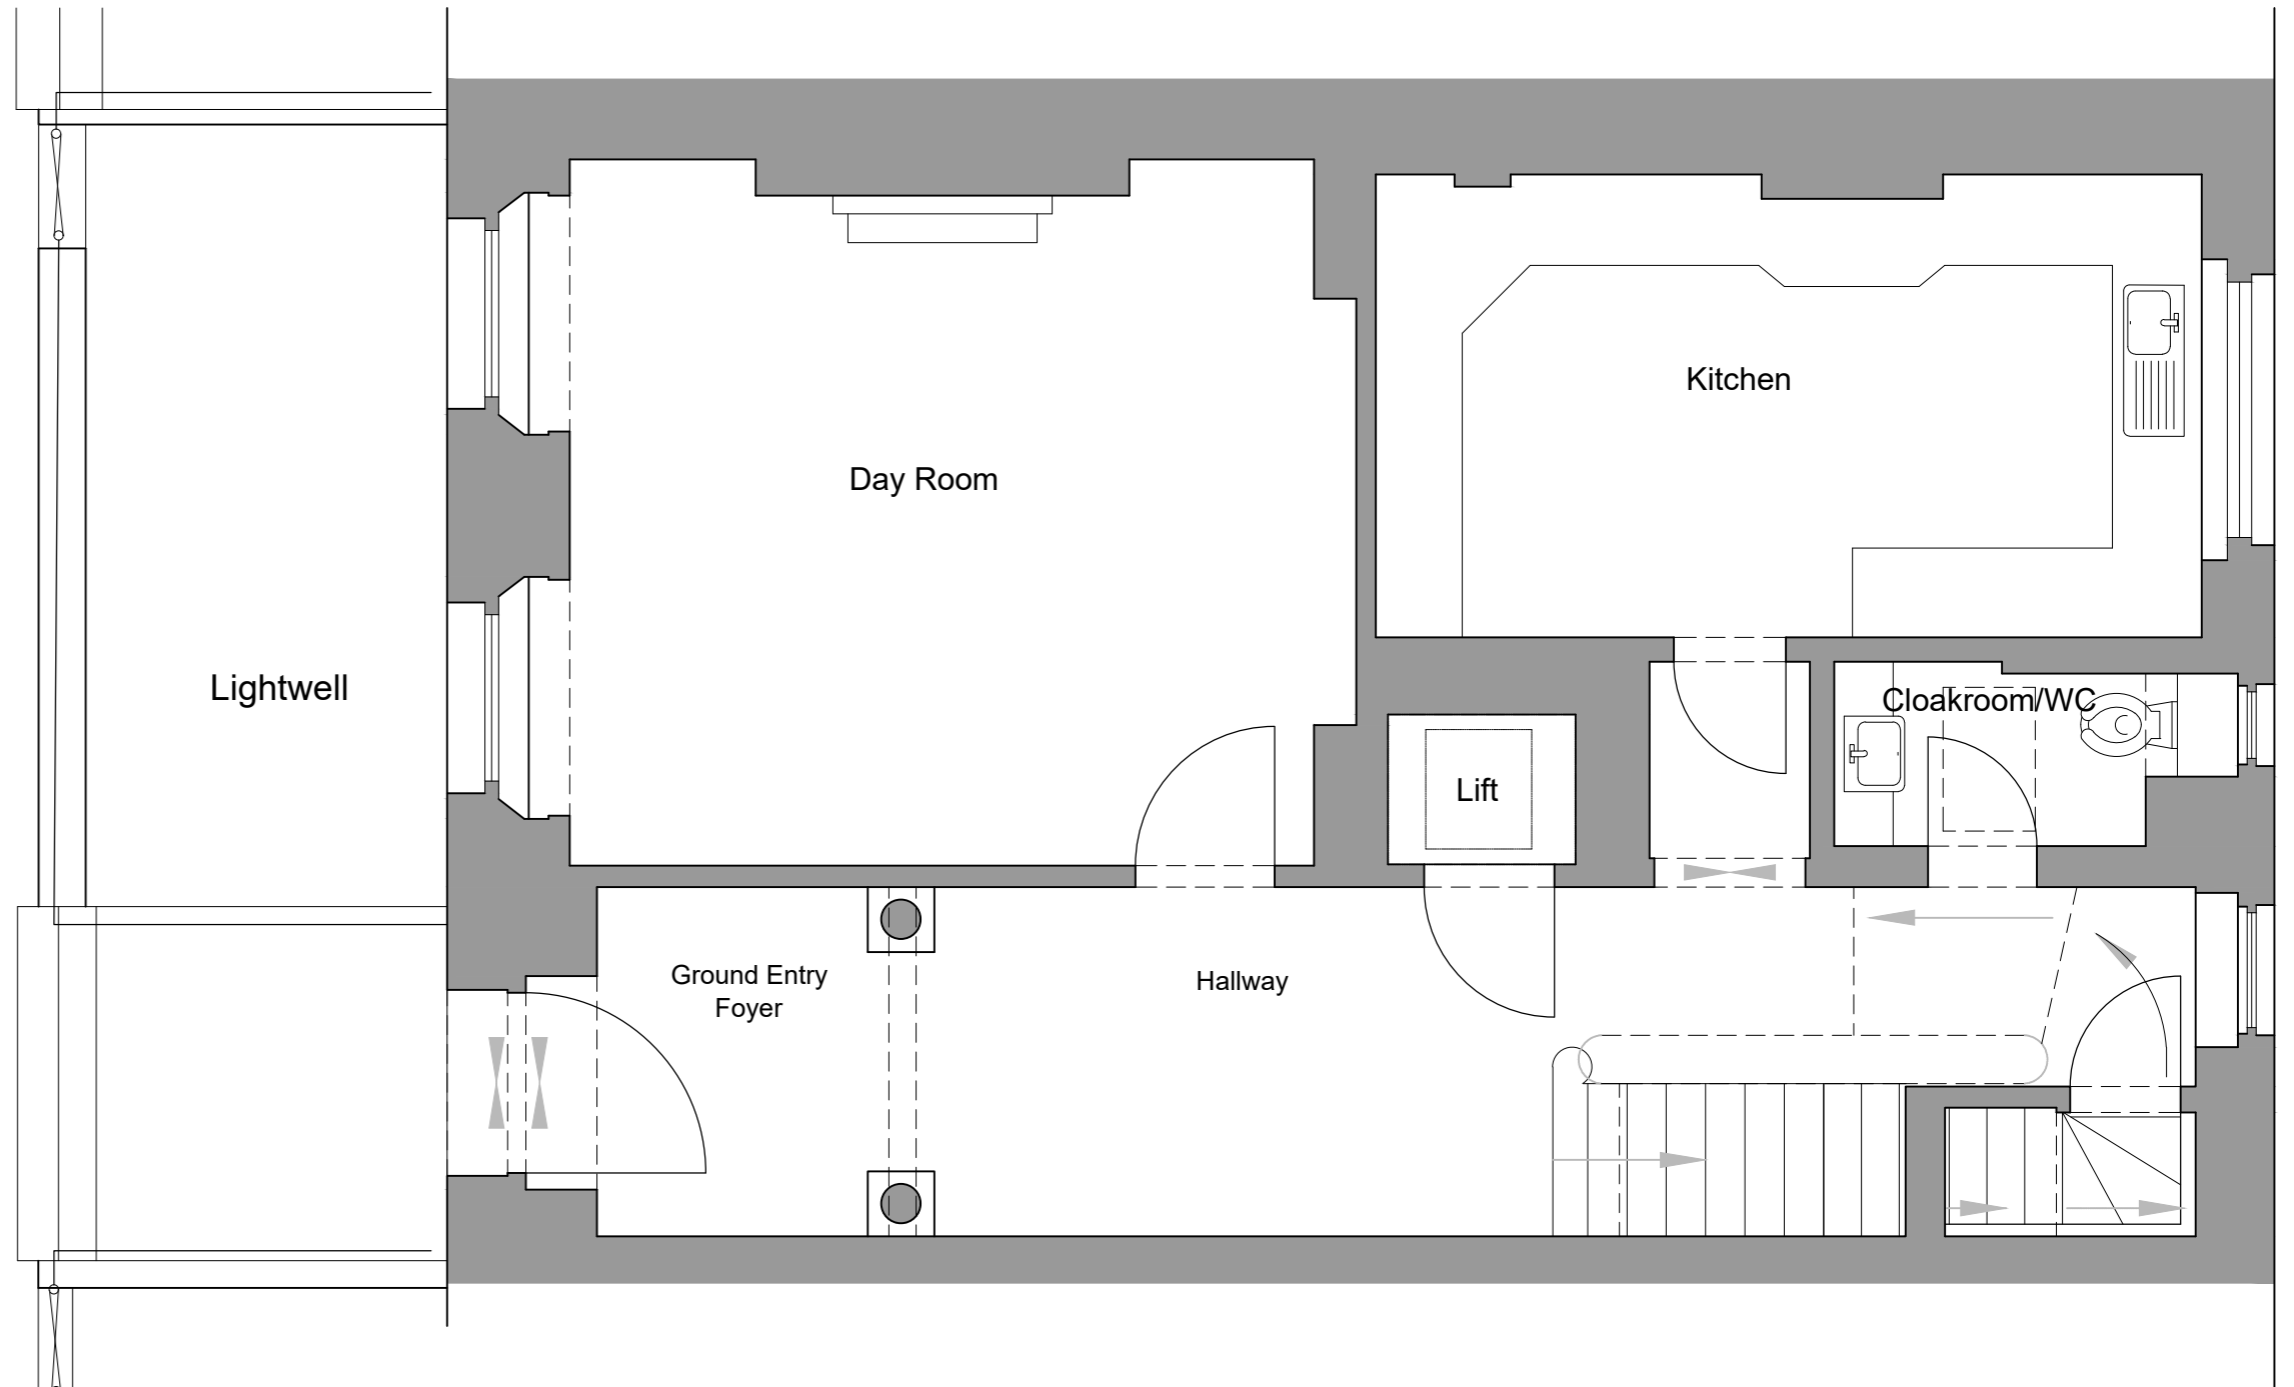 Kitchen
Day Room
Lightwell
Cloakroom/WC
Lift
Ground Entry
Foyer
Hallway